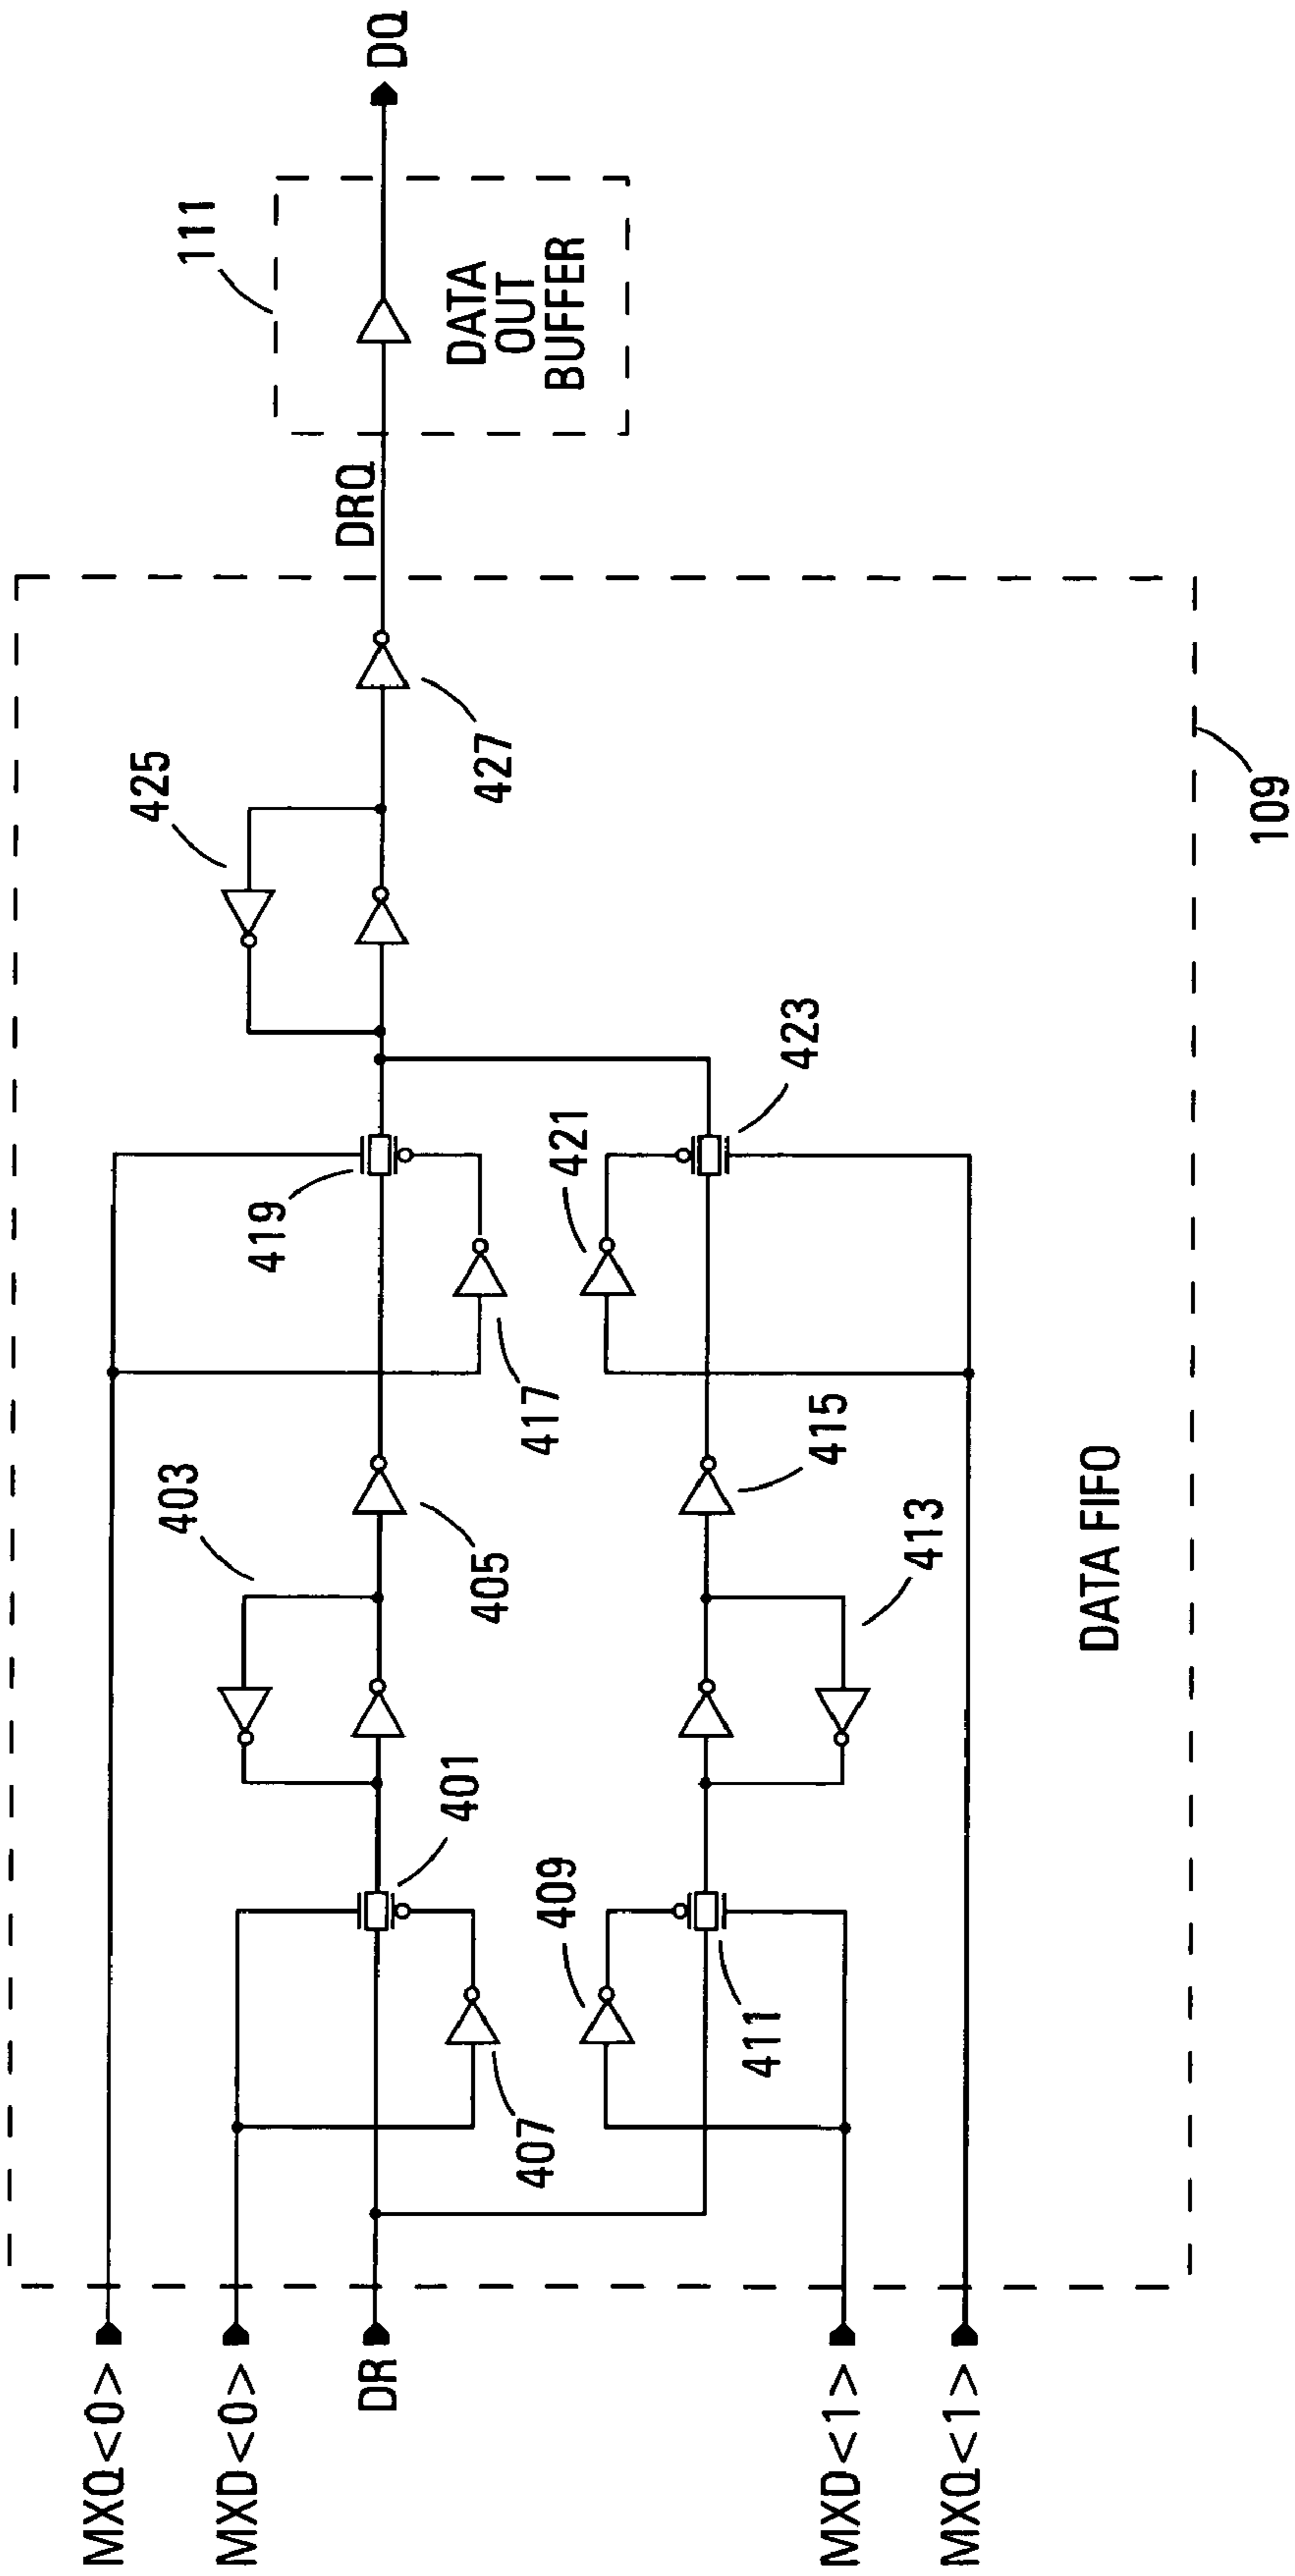 MXQ<0>
MXD<0>
DR
MXD<1>
MXQ<1>
407
409
411
401
403
405
413
415
417
419
421
423
425
427
DATA FIFO
109
DRQ
111
DATA
OUT
BUFFER
DQ